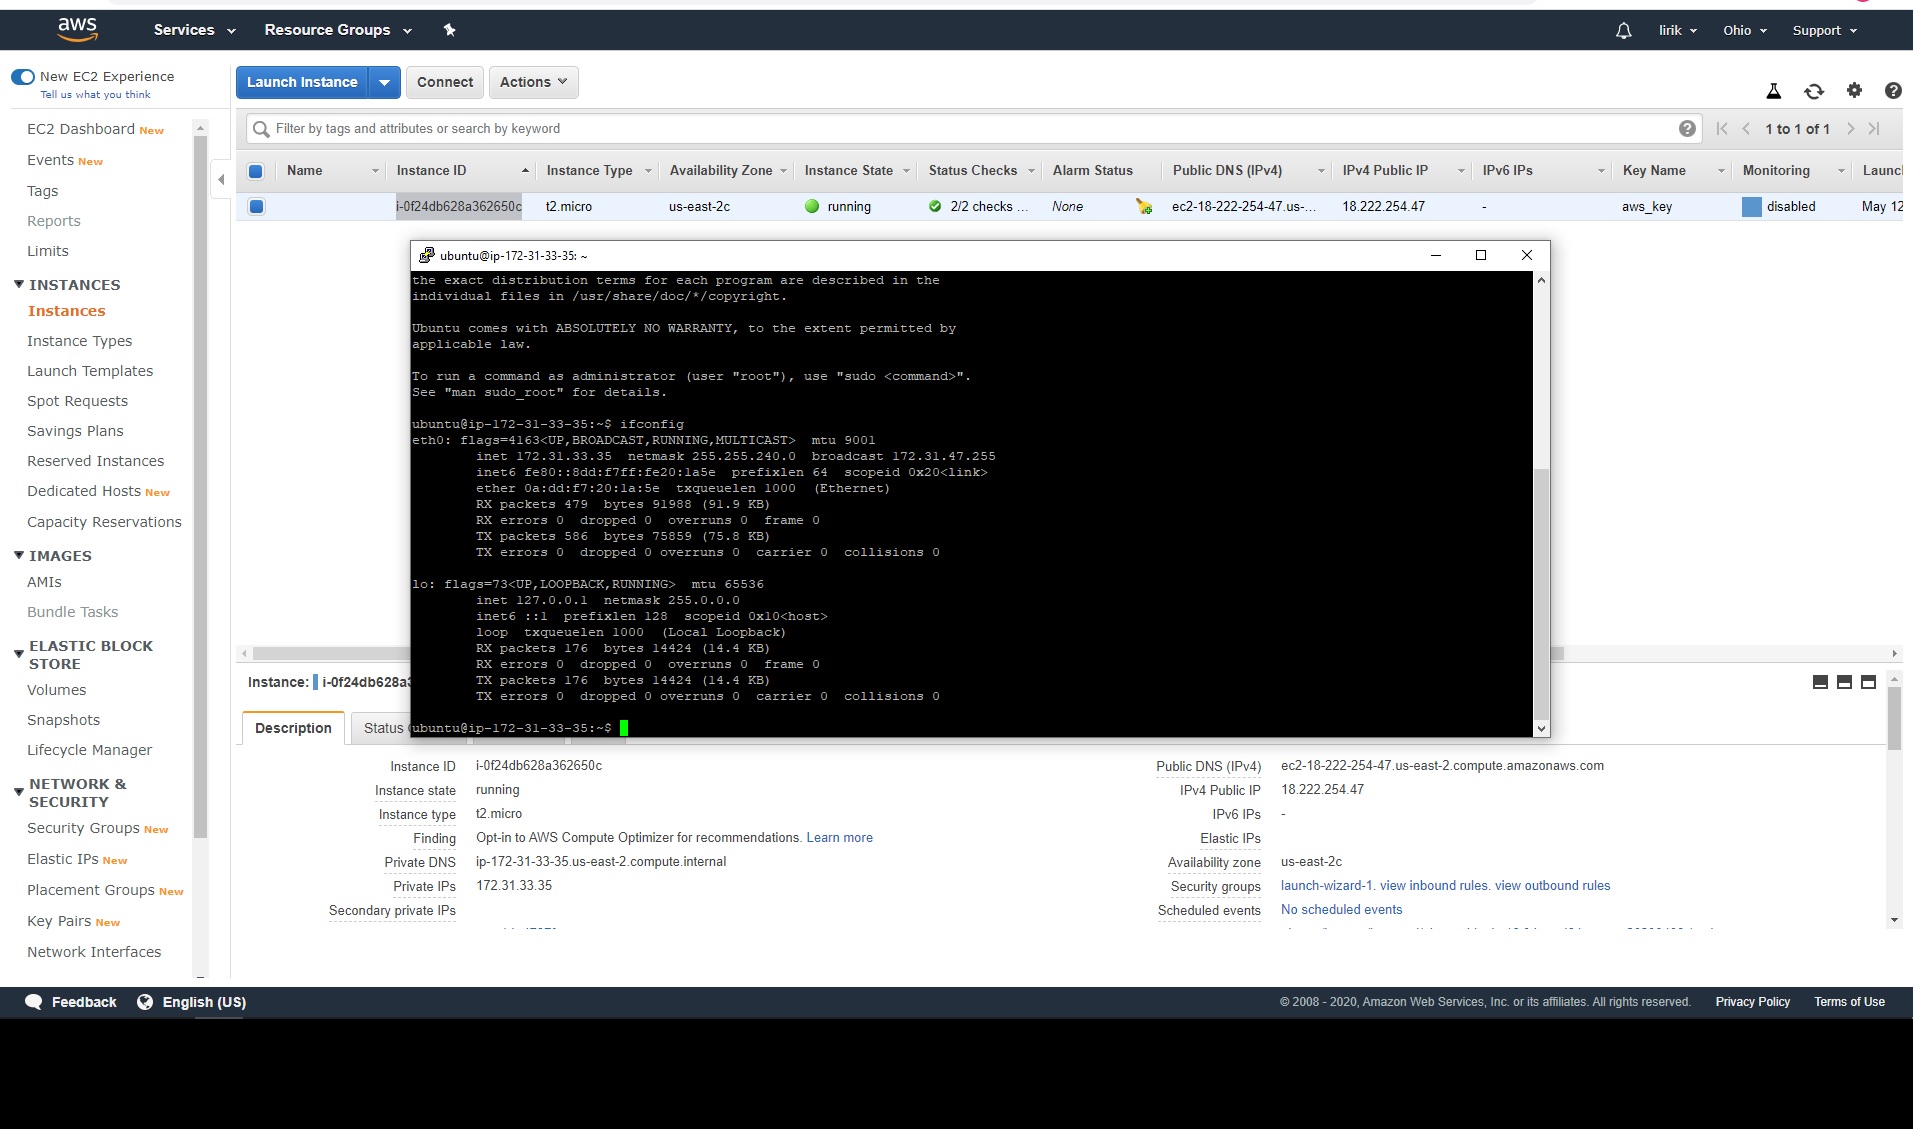 aws
Services
Resource Groups
lirik
Ohio
Support
New EC2 Experience
Tell us what you think
Launch Instance
Connect
Actions
EC2 Dashboard New
Events New
Tags
Reports
Limits
INSTANCES
Instances
Instance Types
Launch Templates
Spot Requests
Savings Plans
Reserved Instances
Dedicated Hosts New
Capacity Reservations
IMAGES
AMIs
Bundle Tasks
ELASTIC BLOCK
STORE
Volumes
Snapshots
Lifecycle Manager
NETWORK &
SECURITY
Security Groups New
Elastic IPs New
Placement Groups New
Key Pairs New
Network Interfaces
Filter by tags and attributes or search by keyword
1 to 1 of 1
Name Instance ID Instance Type Availability Zone Instance State Status Checks Alarm Status Public DNS (IPv4) IPv4 Public IP IPv6 IPs Key Name Monitoring Launc
i-0f24db628a362650c t2.micro us-east-2c running 2/2 checks ... None ec2-18-222-254-47.us-... 18.222.254.47 - aws_key disabled May 12
ubuntu@ip-172-31-33-35: ~
the exact distribution terms for each program are described in the
individual files in /usr/share/doc/*/copyright.
Ubuntu comes with ABSOLUTELY NO WARRANTY, to the extent permitted by
applicable law.
To run a command as administrator (user "root"), use "sudo <command>".
See "man sudo_root" for details.
ubuntu@ip-172-31-33-35:~$ ifconfig
eth0: flags=4163<UP,BROADCAST,RUNNING,MULTICAST>  mtu 9001
inet 172.31.33.35  netmask 255.255.240.0  broadcast 172.31.47.255
inet6 fe80::8dd:f7ff:fe20:1a5e  prefixlen 64  scopeid 0x20<link>
ether 0a:dd:f7:20:1a:5e  txqueuelen 1000  (Ethernet)
RX packets 479  bytes 91988 (91.9 KB)
RX errors 0  dropped 0  overruns 0  frame 0
TX packets 586  bytes 75859 (75.8 KB)
TX errors 0  dropped 0 overruns 0  carrier 0  collisions 0
lo: flags=73<UP,LOOPBACK,RUNNING>  mtu 65536
inet 127.0.0.1  netmask 255.0.0.0
inet6 ::1  prefixlen 128  scopeid 0x10<host>
loop  txqueuelen 1000  (Local Loopback)
RX packets 176  bytes 14424 (14.4 KB)
RX errors 0  dropped 0  overruns 0  frame 0
TX packets 176  bytes 14424 (14.4 KB)
TX errors 0  dropped 0 overruns 0  carrier 0  collisions 0
ubuntu@ip-172-31-33-35:~$
Instance: i-0f24db628a3
Description
Status
Instance ID i-0f24db628a362650c
Instance state running
Instance type t2.micro
Finding Opt-in to AWS Compute Optimizer for recommendations. Learn more
Private DNS ip-172-31-33-35.us-east-2.compute.internal
Private IPs 172.31.33.35
Secondary private IPs
Public DNS (IPv4) ec2-18-222-254-47.us-east-2.compute.amazonaws.com
IPv4 Public IP 18.222.254.47
IPv6 IPs -
Elastic IPs
Availability zone us-east-2c
Security groups launch-wizard-1. view inbound rules. view outbound rules
Scheduled events No scheduled events
Feedback
English (US)
© 2008 - 2020, Amazon Web Services, Inc. or its affiliates. All rights reserved.
Privacy Policy
Terms of Use